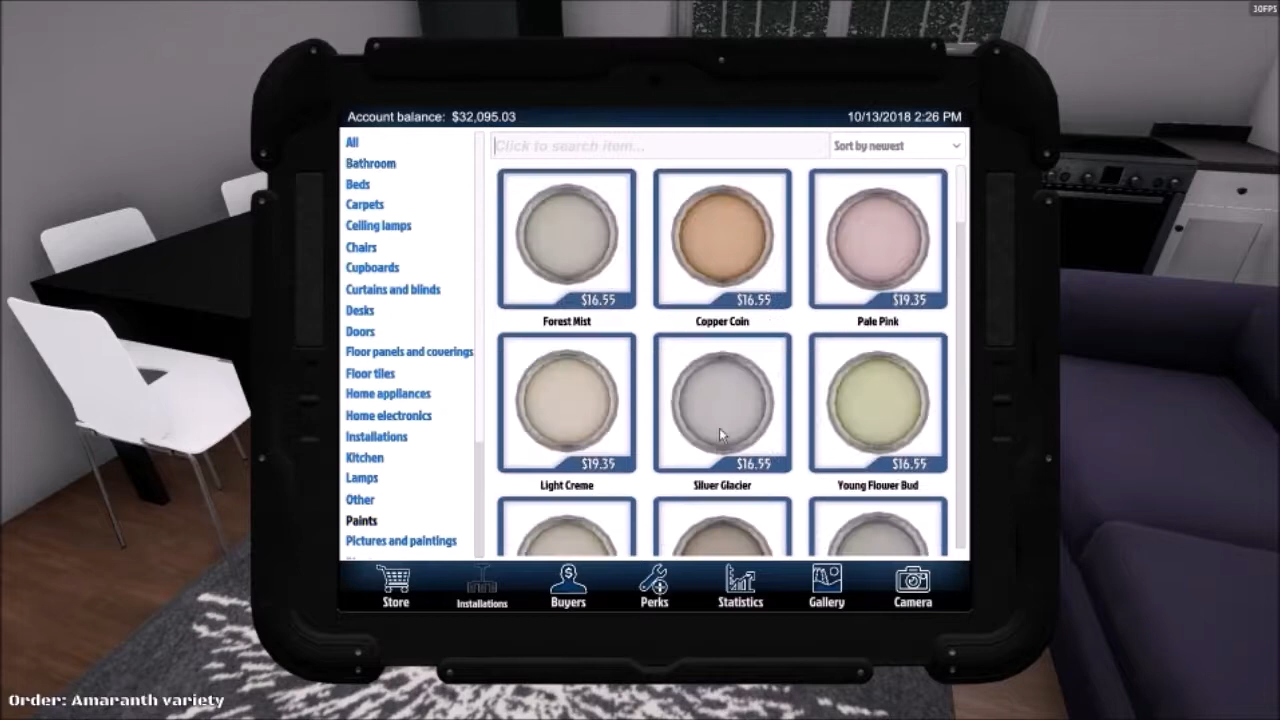 30FPS
Account balance: $32,095.03
10/13/2018 2:26 PM
All
Bathroom
Beds
Carpets
Ceiling lamps
Chairs
Cupboards
Curtains and blinds
Desks
Doors
Floor panels and coverings
Floor tiles
Home appliances
Home electronics
Installations
Kitchen
Lamps
Other
Paints
Pictures and paintings
Click to search item...
Sort by newest
$16.55
$16.55
$19.35
Forest Mist
Copper Coin
Pale Pink
$19.35
$16.55
$16.55
Light Creme
Silver Glacier
Young Flower Bud
Store
Installations
Buyers
Perks
Statistics
Gallery
Camera
Order: Amaranth variety